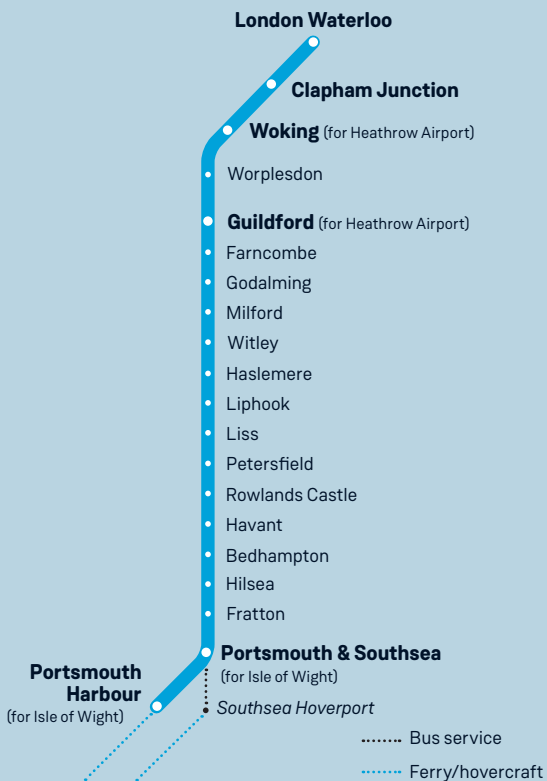 London Waterloo
Clapham Junction
Woking (for Heathrow Airport)
Worplesdon
Guildford (for Heathrow Airport)
Farncombe
Godalming
Milford
Witley
Haslemere
Liphook
Liss
Petersfield
Rowlands Castle
Havant
Bedhampton
Hilsea
Fratton
Portsmouth & Southsea
(for Isle of Wight)
Portsmouth
Harbour
(for Isle of Wight)
Southsea Hoverport
Bus service
Ferry/hovercraft